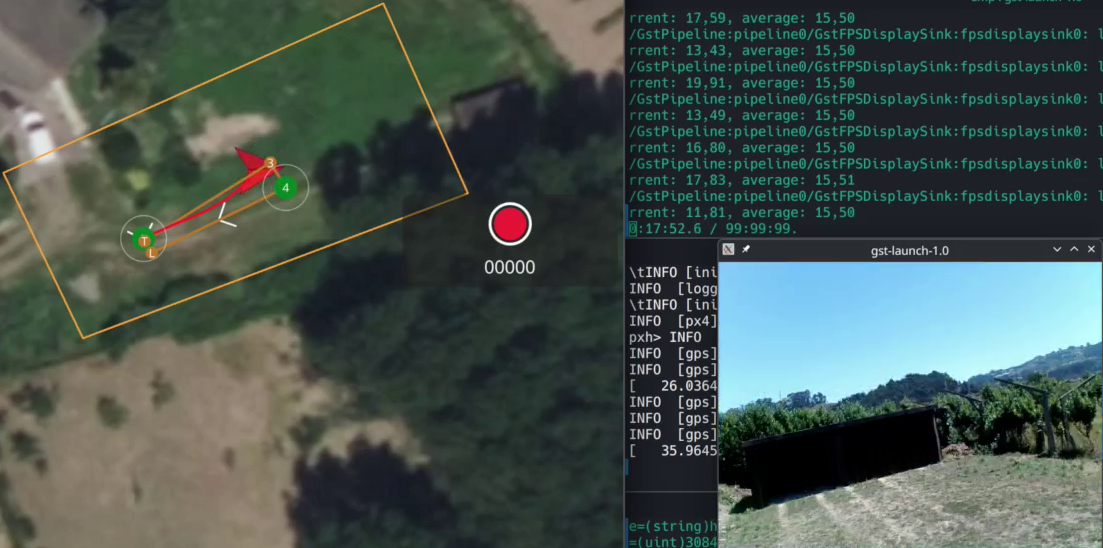 3
4
T
L
00000
rrent: 17,59, average: 15,50
/GstPipeline:pipeline0/GstFPSDisplaySink:fpsdisplaysink0: l
rrent: 13,43, average: 15,50
/GstPipeline:pipeline0/GstFPSDisplaySink:fpsdisplaysink0: l
rrent: 19,91, average: 15,50
/GstPipeline:pipeline0/GstFPSDisplaySink:fpsdisplaysink0: l
rrent: 13,49, average: 15,50
/GstPipeline:pipeline0/GstFPSDisplaySink:fpsdisplaysink0: l
rrent: 16,80, average: 15,50
/GstPipeline:pipeline0/GstFPSDisplaySink:fpsdisplaysink0: l
rrent: 17,83, average: 15,51
/GstPipeline:pipeline0/GstFPSDisplaySink:fpsdisplaysink0: l
rrent: 11,81, average: 15,50
0:17:52.6 / 99:99:99.
\tINFO [ini
INFO [logg
\tINFO [ini
INFO [px4]
pxh> INFO
INFO [gps]
INFO [gps]
[ 26.0364
INFO [gps]
INFO [gps]
INFO [gps]
[ 35.9645
e=(string)h
=(uint)3084
gst-launch-1.0